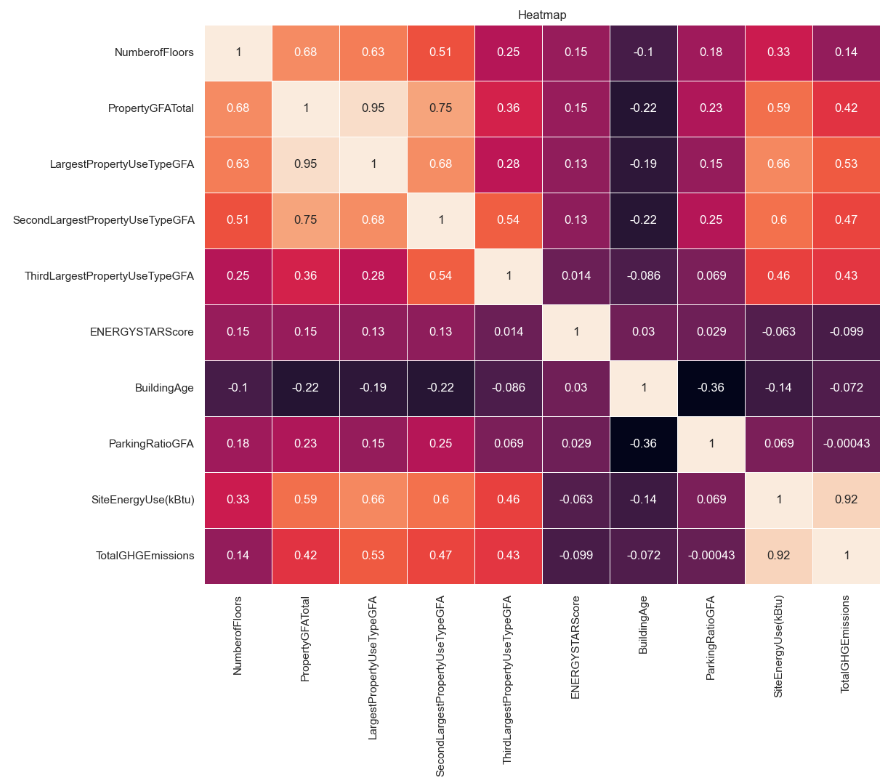 Heatmap
NumberofFloors 1 0.68 0.63 0.51 0.25 0.15 -0.1 0.18 0.33 0.14
PropertyGFATotal 0.68 1 0.95 0.75 0.36 0.15 -0.22 0.23 0.59 0.42
LargestPropertyUseTypeGFA 0.63 0.95 1 0.68 0.28 0.13 -0.19 0.15 0.66 0.53
SecondLargestPropertyUseTypeGFA 0.51 0.75 0.68 1 0.54 0.13 -0.22 0.25 0.6 0.47
ThirdLargestPropertyUseTypeGFA 0.25 0.36 0.28 0.54 1 0.014 -0.086 0.069 0.46 0.43
ENERGYSTARScore 0.15 0.15 0.13 0.13 0.014 1 0.03 0.029 -0.063 -0.099
BuildingAge -0.1 -0.22 -0.19 -0.22 -0.086 0.03 1 -0.36 -0.14 -0.072
ParkingRatioGFA 0.18 0.23 0.15 0.25 0.069 0.029 -0.36 1 0.069 -0.00043
SiteEnergyUse(kBtu) 0.33 0.59 0.66 0.6 0.46 -0.063 -0.14 0.069 1 0.92
TotalGHGEmissions 0.14 0.42 0.53 0.47 0.43 -0.099 -0.072 -0.00043 0.92 1
NumberofFloors
PropertyGFATotal
LargestPropertyUseTypeGFA
SecondLargestPropertyUseTypeGFA
ThirdLargestPropertyUseTypeGFA
ENERGYSTARScore
BuildingAge
ParkingRatioGFA
SiteEnergyUse(kBtu)
TotalGHGEmissions